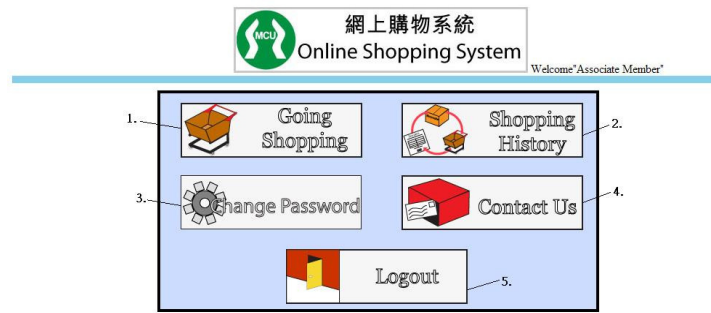 MCU
網上購物系統
Online Shopping System
Welcome"Associate Member"
1.
Going
Shopping
Shopping
History
2.
3.
Change Password
Contact Us
4.
Logout
5.